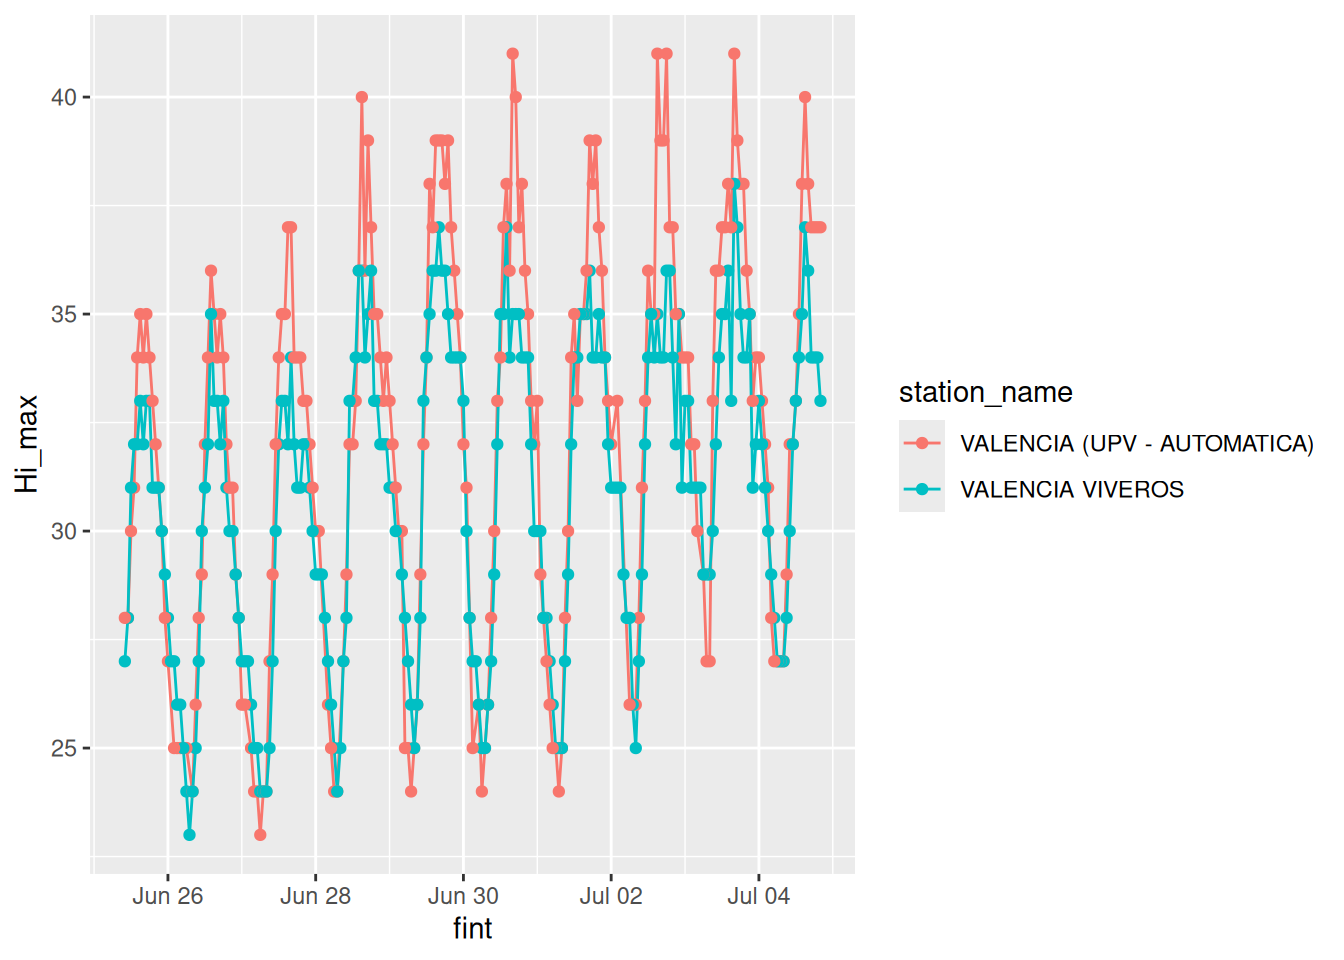 40
35
30
25
Hi_max
Jun 26
Jun 28
Jun 30
Jul 02
Jul 04
fint
station_name
VALENCIA (UPV - AUTOMATICA)
VALENCIA VIVEROS